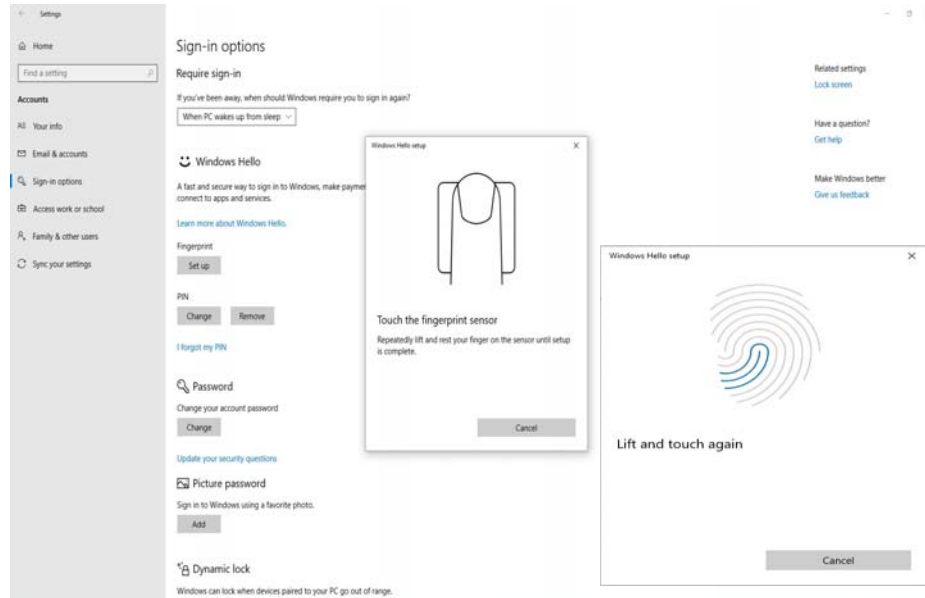 Settings
Home
Find a setting
Accounts
Your info
Email & accounts
Sign-in options
Access work or school
Family & other users
Sync your settings
Sign-in options
Require sign-in
If you've been away, when should Windows require you to sign in again?
When PC wakes up from sleep
Windows Hello
A fast and secure way to sign in to Windows, make paymer
connect to apps and services.
Learn more about Windows Hello.
Fingerprint
Set up
PIN
Change Remove
I forgot my PIN
Password
Change your account password
Change
Update your security questions
Picture password
Sign in to Windows using a favorite photo.
Add
Dynamic lock
Windows can lock when devices paired to your PC go out of range.
Related settings
Lock screen
Have a question?
Get help
Make Windows better
Give us feedback
Windows Hello setup
Touch the fingerprint sensor
Repeatedly lift and rest your finger on the sensor until setup
is complete.
Cancel
Windows Hello setup
Lift and touch again
Cancel